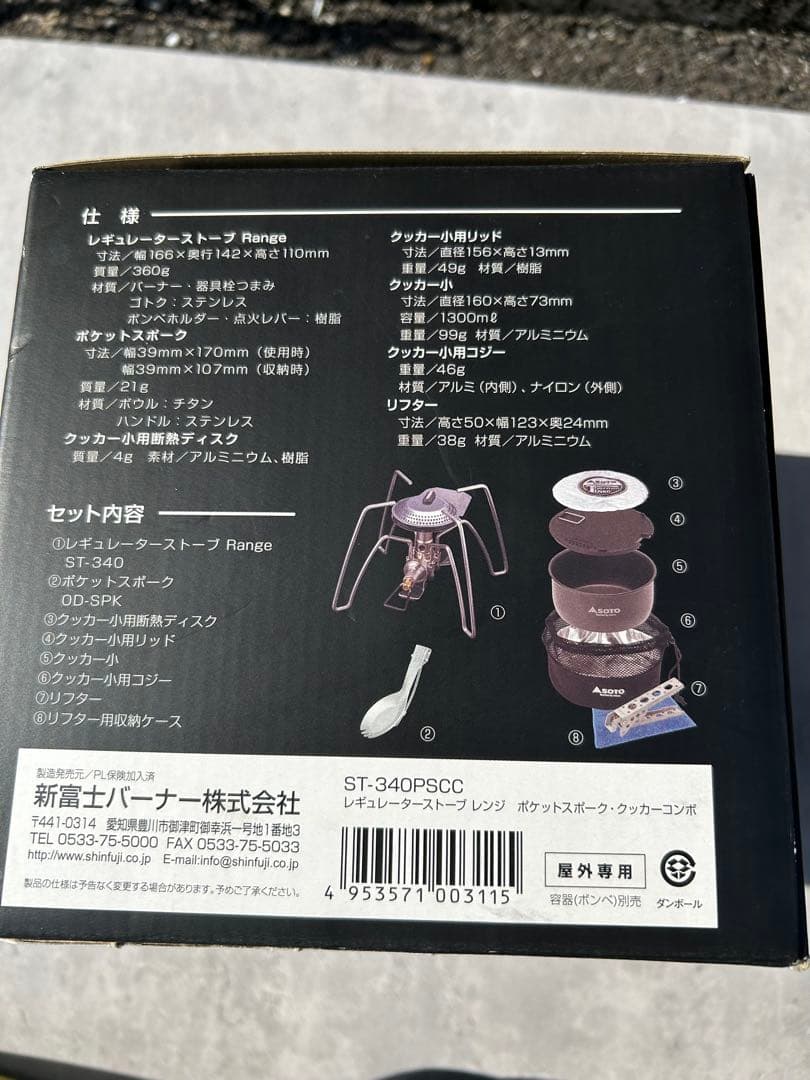 仕様
レギュレーターストーブ Range
寸法／幅166×奥行142×高さ110mm
質量／360g
材質／バーナー・器具栓つまみ
ゴトク：ステンレス
ボンベホルダー・点火レバー：樹脂
ポケットスポーク
寸法／幅39mm×170mm（使用時）
幅39mm×107mm（収納時）
質量／21g
材質／ボウル：チタン
ハンドル：ステンレス
クッカー小用断熱ディスク
質量／4g 素材／アルミニウム、樹脂
クッカー小用リッド
寸法／直径156×高さ13mm
重量／49g 材質／樹脂
クッカー小
寸法／直径160×高さ73mm
容量／1300mℓ
重量／99g 材質／アルミニウム
クッカー小用コジー
重量／46g
材質／アルミ（内側）、ナイロン（外側）
リフター
寸法／高さ50×幅123×奥24mm
重量／38g 材質／アルミニウム
セット内容
①レギュレーターストーブ Range
ST-340
②ポケットスポーク
OD-SPK
③クッカー小用断熱ディスク
④クッカー小用リッド
⑤クッカー小
⑥クッカー小用コジー
⑦リフター
⑧リフター用収納ケース
①
②
③
④
⑤
SOTO
⑥
SOTO
⑦
⑧
製造発売元／PL保険加入済
新富士バーナー株式会社
〒441-0314 愛知県豊川市御津町御幸浜一号地1番地3
TEL 0533-75-5000 FAX 0533-75-5033
http://www.shinfuji.co.jp E-mail:info@shinfuji.co.jp
製品の仕様は予告なく変更する場合があります。予めご了承ください。
ST-340PSCC
レギュレーターストーブ レンジ ポケットスポーク・クッカーコンボ
4 953571 003115
屋外専用
容器(ボンベ)別売
ダンボール